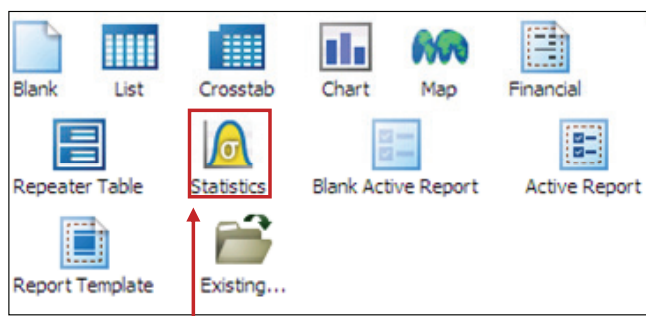 Blank List Crosstab Chart Map Financial
Repeater Table Statistics Blank Active Report Active Report
Report Template Existing...